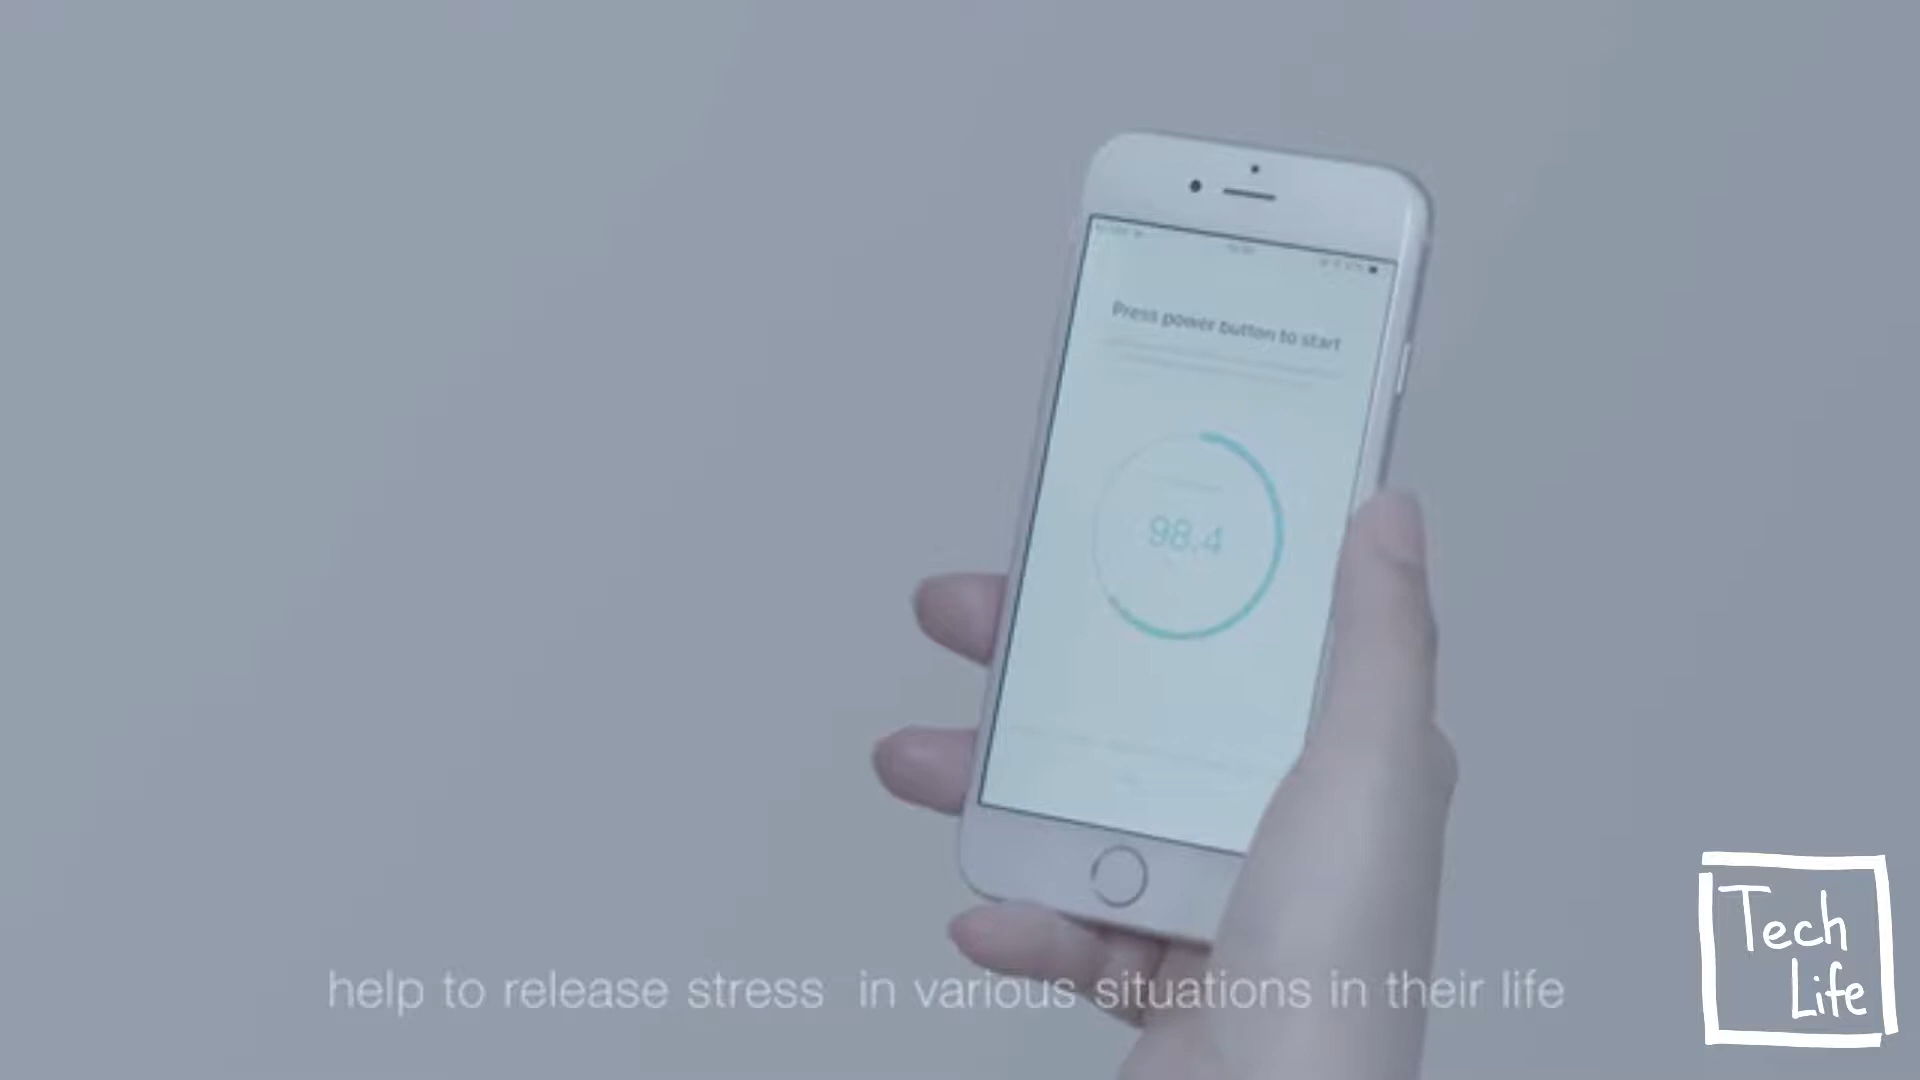 Press power button to start
98.4
help to release stress in various situations in their life
Tech
Life